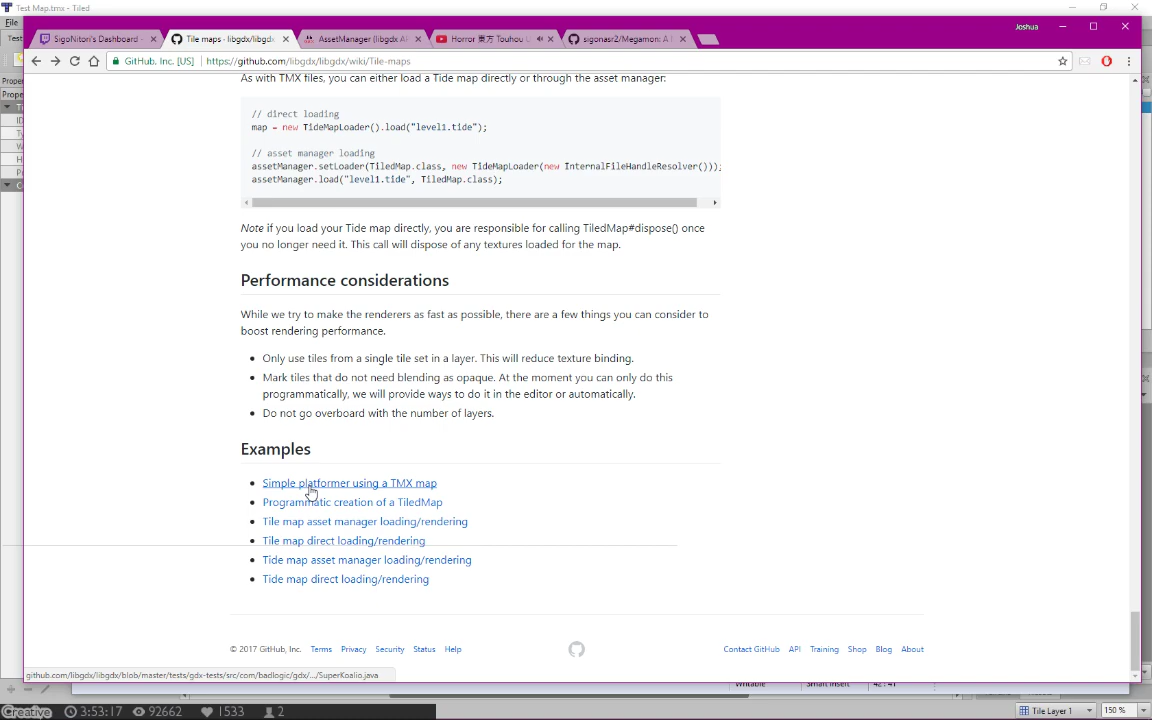 Test Map.tmx - Tiled
File
Joshua
SigoNitori's Dashboard -
Tile maps · libgdx/libgdx
AssetManager (libgdx AP
Horror 東方 Touhou U
sigonasr2/Megamon: A
GitHub, Inc. [US]
https://github.com/libgdx/libgdx/wiki/Tile-maps
As with TMX files, you can either load a Tide map directly or through the asset manager:
// direct loading
map = new TideMapLoader().load("level1.tide");
// asset manager loading
assetManager.setLoader(TiledMap.class, new TideMapLoader(new InternalFileHandleResolver()));
assetManager.load("level1.tide", TiledMap.class);
Note if you load your Tide map directly, you are responsible for calling TiledMap#dispose() once
you no longer need it. This call will dispose of any textures loaded for the map.
Performance considerations
While we try to make the renderers as fast as possible, there are a few things you can consider to
boost rendering performance.
• Only use tiles from a single tile set in a layer. This will reduce texture binding.
• Mark tiles that do not need blending as opaque. At the moment you can only do this
programmatically, we will provide ways to do it in the editor or automatically.
• Do not go overboard with the number of layers.
Examples
• Simple platformer using a TMX map
• Programmatic creation of a TiledMap
• Tile map asset manager loading/rendering
• Tile map direct loading/rendering
• Tide map asset manager loading/rendering
• Tide map direct loading/rendering
© 2017 GitHub, Inc. Terms Privacy Security Status Help
Contact GitHub API Training Shop Blog About
github.com/libgdx/libgdx/blob/master/tests/gdx-tests/src/com/badlogic/gdx/.../SuperKoalio.java
Writable Smart Insert 42 : 41
Creative 3:53:17 92662 1533 2
Tile Layer 1 150 %